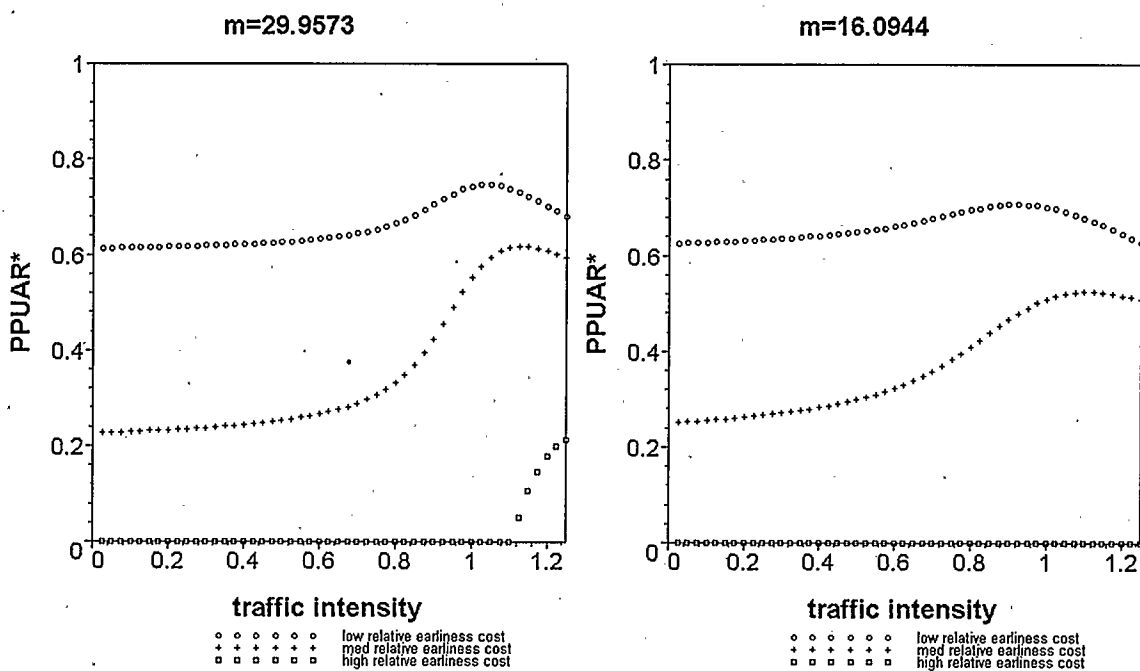 m=29.9573
m=16.0944
PPUAR*
1
0.8
0.6
0.4
0.2
0
0 0.2 0.4 0.6 0.8 1 1.2
traffic intensity
low relative earliness cost
med relative earliness cost
high relative earliness cost
PPUAR*
1
0.8
0.6
0.4
0.2
0
0 0.2 0.4 0.6 0.8 1 1.2
traffic intensity
low relative earliness cost
med relative earliness cost
high relative earliness cost